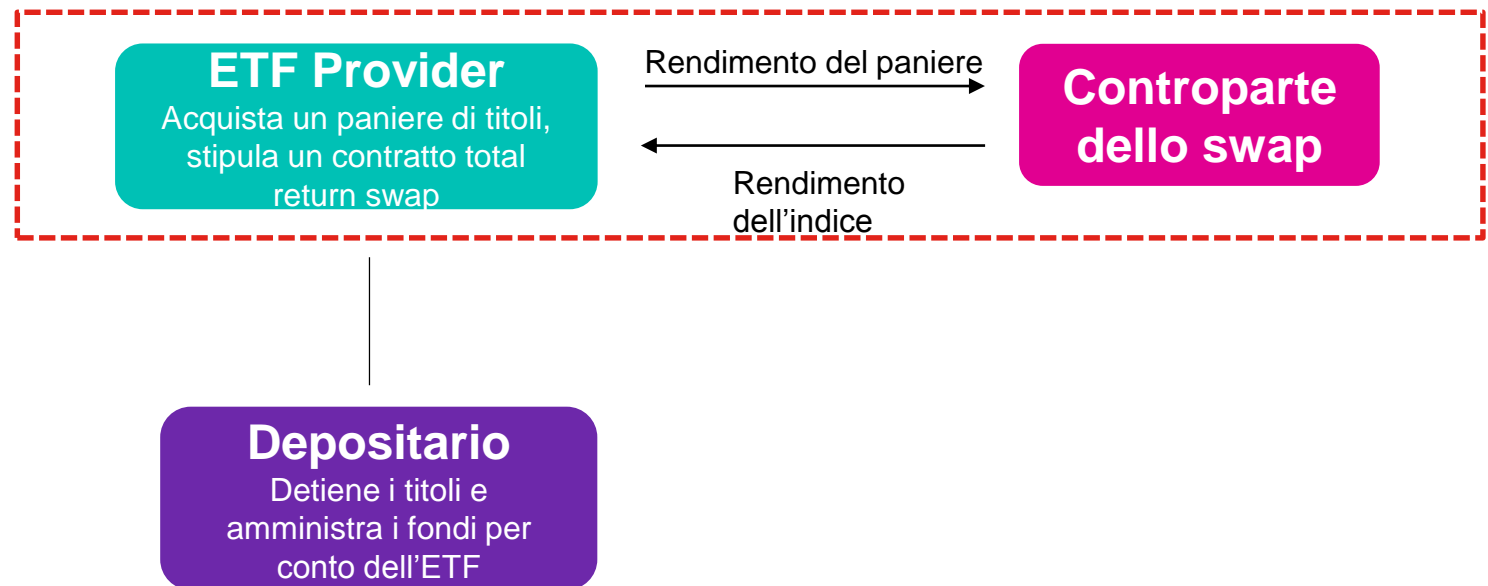 ETF Provider
Acquista un paniere di titoli,
stipula un contratto total
return swap
Rendimento del paniere
Rendimento
dell’indice
Controparte
dello swap
Depositario
Detiene i titoli e
amministra i fondi per
conto dell’ETF